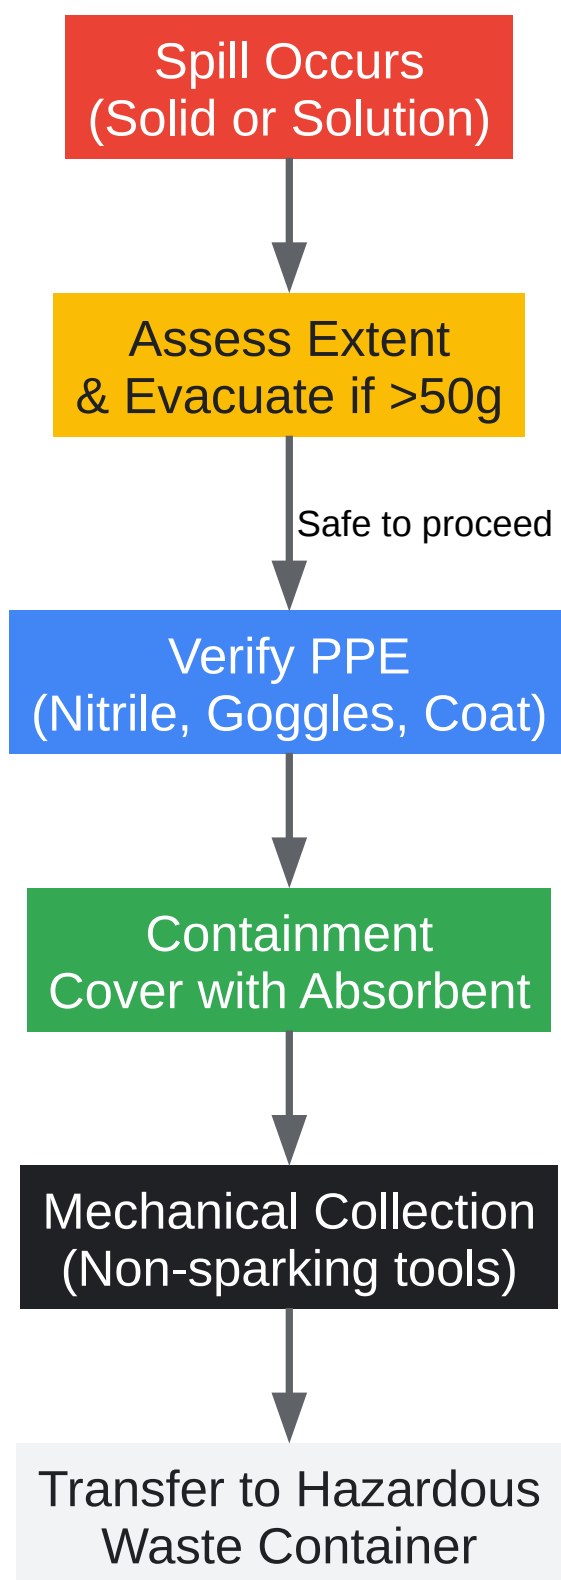 Spill Occurs
(Solid or Solution)
Assess Extent
& Evacuate if >50g
Safe to proceed
Verify PPE
(Nitrile, Goggles, Coat)
Containment
Cover with Absorbent
Mechanical Collection
(Non-sparking tools)
Transfer to Hazardous
Waste Container